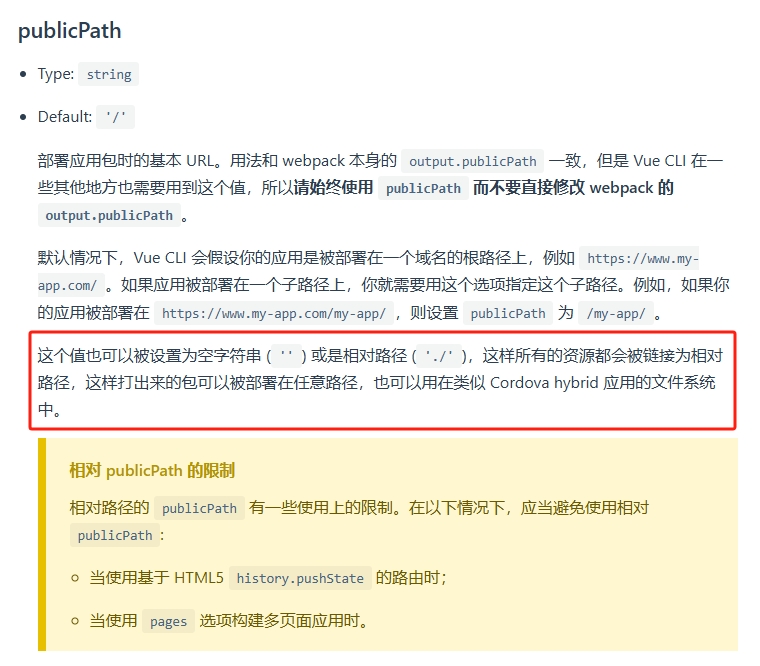 publicPath
Type: string
Default: '/'
部署应用包时的基本 URL。用法和 webpack 本身的 output.publicPath 一致，但是 Vue CLI 在一
些其他地方也需要用到这个值，所以请始终使用 publicPath 而不要直接修改 webpack 的
output.publicPath 。
默认情况下，Vue CLI 会假设你的应用是被部署在一个域名的根路径上，例如 https://www.my-
app.com/ 。如果应用被部署在一个子路径上，你就需要用这个选项指定这个子路径。例如，如果你
的应用被部署在 https://www.my-app.com/my-app/ ，则设置 publicPath 为 /my-app/ 。
这个值也可以被设置为空字符串 ( '' ) 或是相对路径 ( './' )，这样所有的资源都会被链接为相对
路径，这样打出来的包可以被部署在任意路径，也可以用在类似 Cordova hybrid 应用的文件系统
中。
相对 publicPath 的限制
相对路径的 publicPath 有一些使用上的限制。在以下情况下，应当避免使用相对
publicPath :
当使用基于 HTML5 history.pushState 的路由时；
当使用 pages 选项构建多页面应用时。